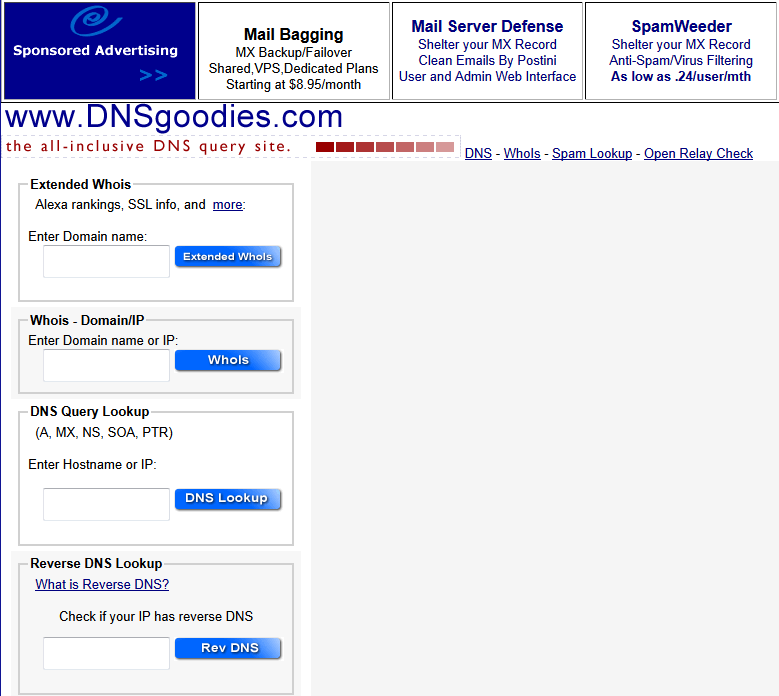 Sponsored Advertising
>>
Mail Bagging
MX Backup/Failover
Shared,VPS,Dedicated Plans
Starting at $8.95/month
Mail Server Defense
Shelter your MX Record
Clean Emails By Postini
User and Admin Web Interface
SpamWeeder
Shelter your MX Record
Anti-Spam/Virus Filtering
As low as .24/user/mth
www.DNSgoodies.com
the all-inclusive DNS query site.
DNS - WhoIs - Spam Lookup - Open Relay Check
Extended Whois
Alexa rankings, SSL info, and more:
Enter Domain name:
Extended WhoIs
Whois - Domain/IP
Enter Domain name or IP:
WhoIs
DNS Query Lookup
(A, MX, NS, SOA, PTR)
Enter Hostname or IP:
DNS Lookup
Reverse DNS Lookup
What is Reverse DNS?
Check if your IP has reverse DNS
Rev DNS